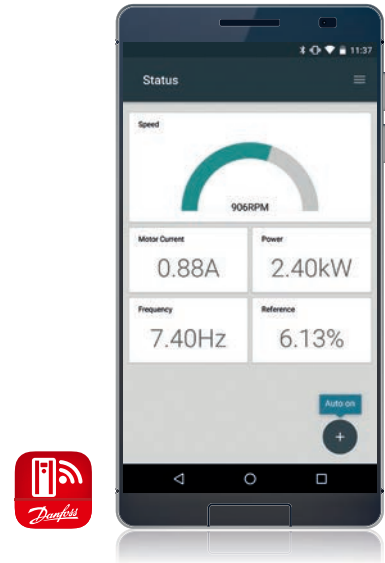 11:37
Status
Speed
906RPM
Motor Current
0.88A
Power
2.40kW
Frequency
7.40Hz
Reference
6.13%
Auto on
+
Danfoss